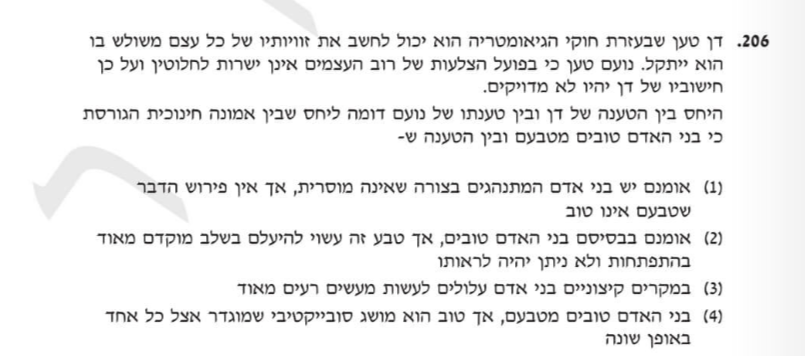 206. דן טען שבעזרת חוקי הגיאומטריה הוא יכול לחשב את זוויותיו של כל עצם משולש בו
הוא ייתקל. נועם טען כי בפועל הצלעות של רוב העצמים אינן ישרות לחלוטין ועל כן
חישוביו של דן יהיו לא מדויקים.
היחס בין הטענה של דן ובין טענתו של נועם דומה ליחס שבין אמונה חינוכית הגורסת
כי בני האדם טובים מטבעם ובין הטענה ש-
(1) אומנם יש בני אדם המתנהגים בצורה שאינה מוסרית, אך אין פירוש הדבר
שטבעם אינו טוב
(2) אומנם בבסיסם בני האדם טובים, אך טבע זה עשוי להיעלם בשלב מוקדם מאוד
בהתפתחות ולא ניתן יהיה לראותו
(3) במקרים קיצוניים בני אדם עלולים לעשות מעשים רעים מאוד
(4) בני האדם טובים מטבעם, אך טוב הוא מושג סובייקטיבי שמוגדר אצל כל אחד
באופן שונה